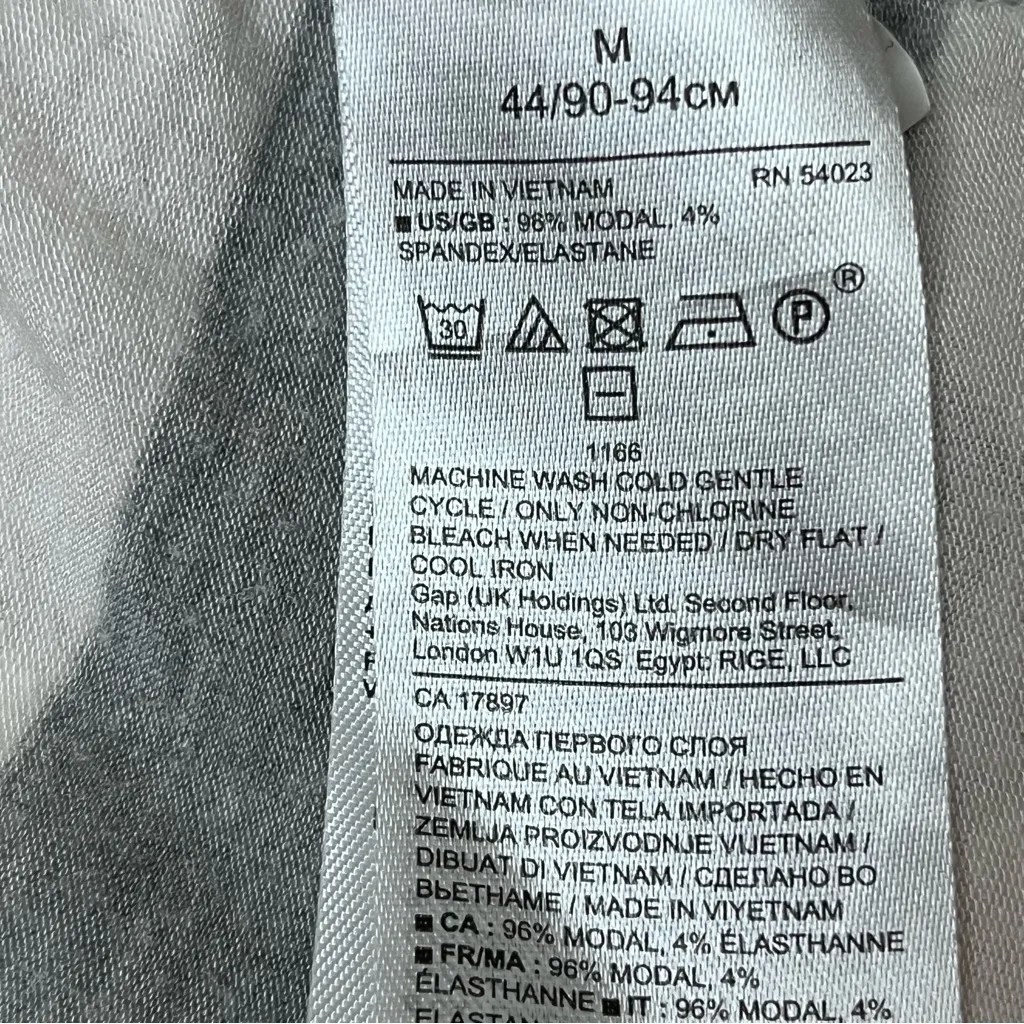 M
44/90-94CM
MADE IN VIETNAM RN 54023
■ US/GB : 96% MODAL, 4%
SPANDEX/ELASTANE
30 P ®
1166
MACHINE WASH COLD GENTLE
CYCLE / ONLY NON-CHLORINE
BLEACH WHEN NEEDED / DRY FLAT /
COOL IRON
Gap (UK Holdings) Ltd. Second Floor,
Nations House, 103 Wigmore Street,
London W1U 1QS Egypt: RIGE, LLC
CA 17897
ОДЕЖДА ПЕРВОГО СЛОЯ
FABRIQUE AU VIETNAM / HECHO EN
VIETNAM CON TELA IMPORTADA /
ZEMLJA PROIZVODNJE VIJETNAM /
DIBUAT DI VIETNAM / СДЕЛАНО ВО
ВЬЕТНАМЕ / MADE IN VIYETNAM
■ CA : 96% MODAL, 4% ÉLASTHANNE
■ FR/MA : 96% MODAL, 4%
ÉLASTHANNE ■ IT : 96% MODAL, 4%